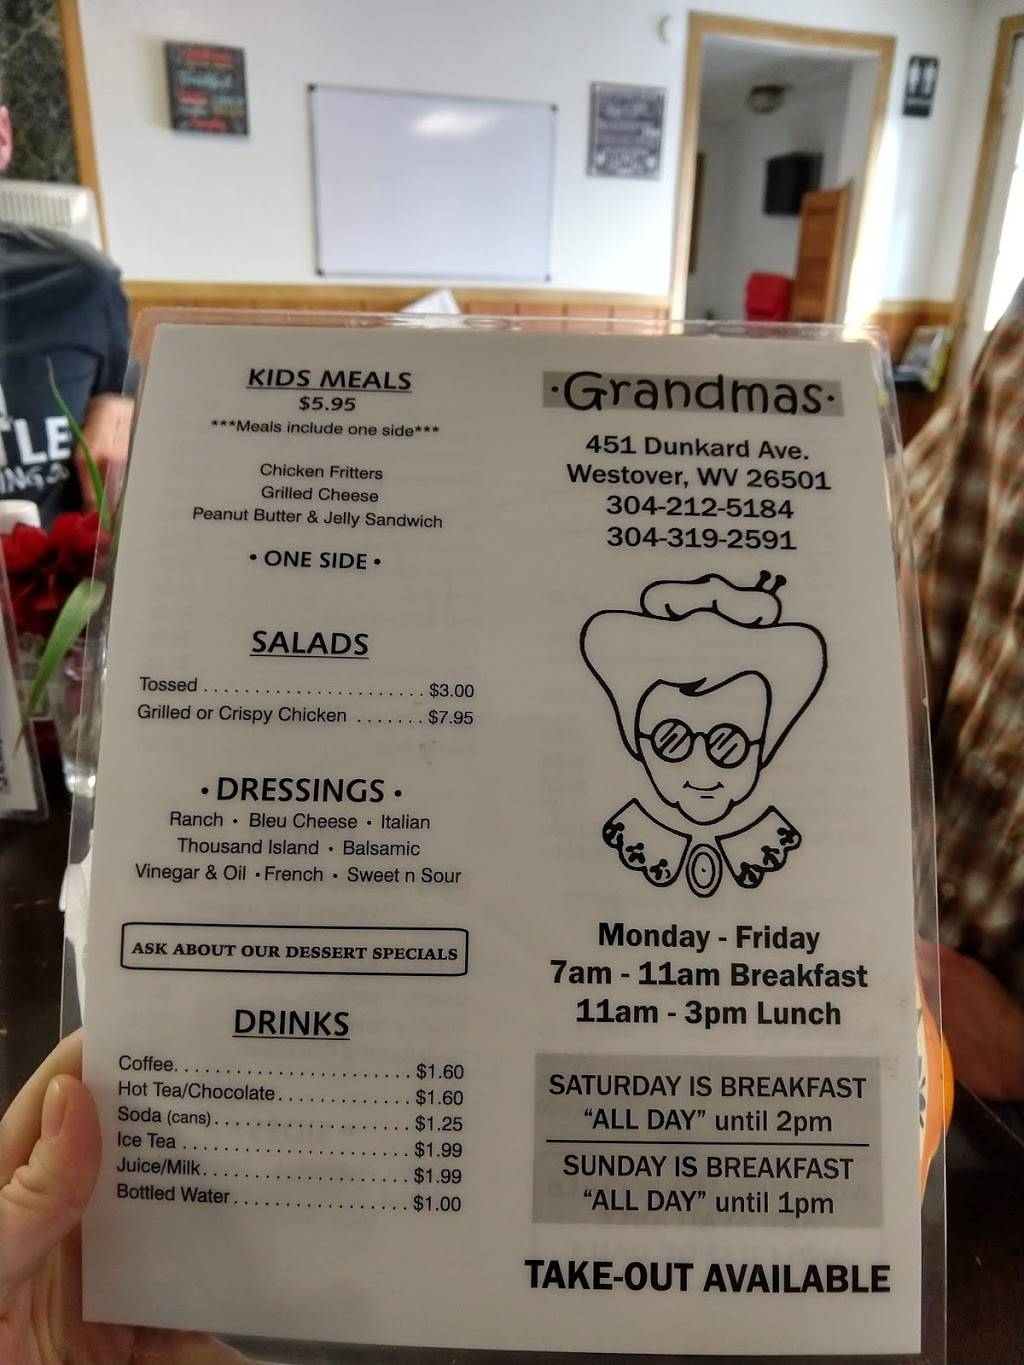 KIDS MEALS
$5.95
***Meals include one side***
Chicken Fritters
Grilled Cheese
Peanut Butter & Jelly Sandwich
• ONE SIDE •
SALADS
Tossed . . . . . . . . . . . . . . . . . . . . . . $3.00
Grilled or Crispy Chicken . . . . . . . $7.95
• DRESSINGS •
Ranch • Bleu Cheese • Italian
Thousand Island • Balsamic
Vinegar & Oil • French • Sweet n Sour
ASK ABOUT OUR DESSERT SPECIALS
DRINKS
Coffee. . . . . . . . . . . . . . . . . . . . . . . $1.60
Hot Tea/Chocolate. . . . . . . . . . . . . $1.60
Soda (cans). . . . . . . . . . . . . . . . . . . $1.25
Ice Tea . . . . . . . . . . . . . . . . . . . . . . $1.99
Juice/Milk. . . . . . . . . . . . . . . . . . . . $1.99
Bottled Water . . . . . . . . . . . . . . . . . $1.00
·Grandmas·
451 Dunkard Ave.
Westover, WV 26501
304-212-5184
304-319-2591
Monday - Friday
7am - 11am Breakfast
11am - 3pm Lunch
SATURDAY IS BREAKFAST
“ALL DAY” until 2pm
SUNDAY IS BREAKFAST
“ALL DAY” until 1pm
TAKE-OUT AVAILABLE